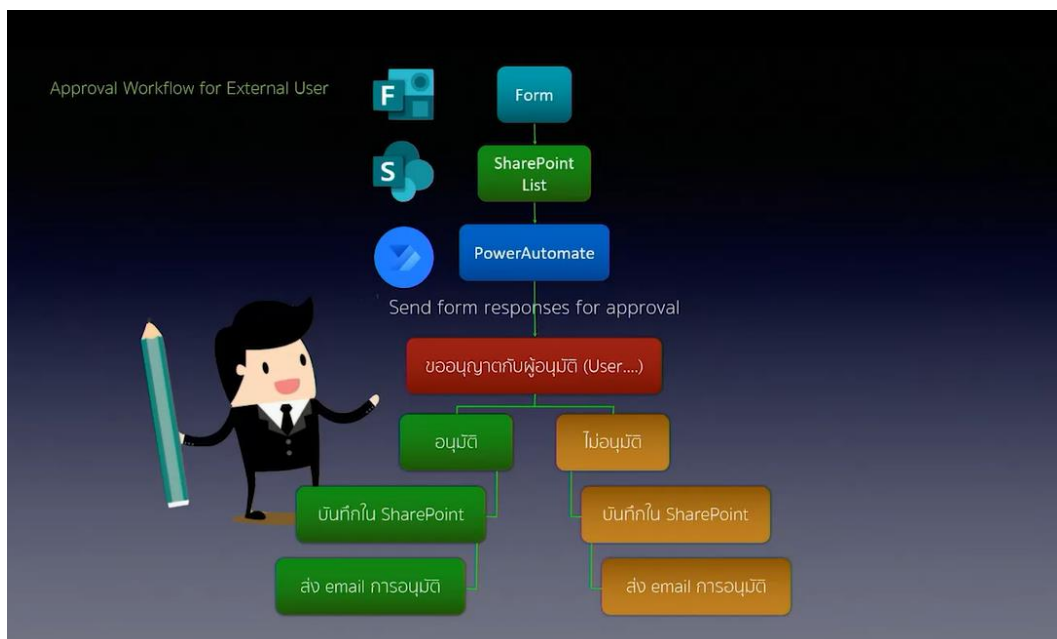 Approval Workflow for External User
F
Form
S
SharePoint
List
PowerAutomate
Send form responses for approval
ขออนุญาตกับผู้อนุมัติ (User....)
อนุมัติ
ไม่อนุมัติ
บันทึกใน SharePoint
บันทึกใน SharePoint
ส่ง email การอนุมัติ
ส่ง email การอนุมัติ